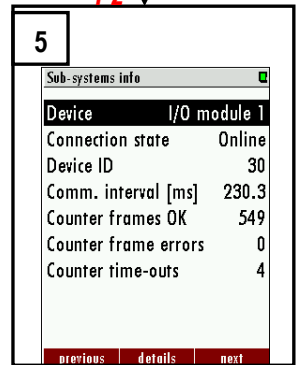 5
Sub-systems info
Device I/O module 1
Connection state Online
Device ID 30
Comm. interval [ms] 230.3
Counter frames OK 549
Counter frame errors 0
Counter time-outs 4
previous details next